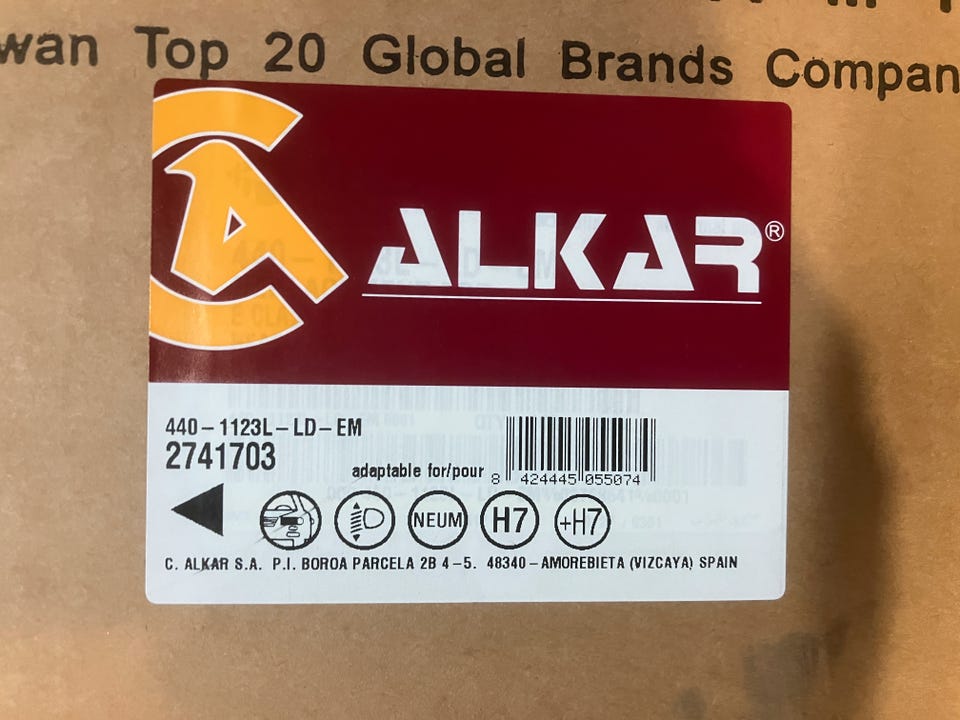 wan Top 20 Global Brands Compan
ALKAR®
440-1123L-LD-EM
2741703
adaptable for/pour
8 424445 055074
NEUM H7 +H7
C. ALKAR S.A. P.I. BOROA PARCELA 2B 4-5. 48340-AMOREBIETA (VIZCAYA) SPAIN